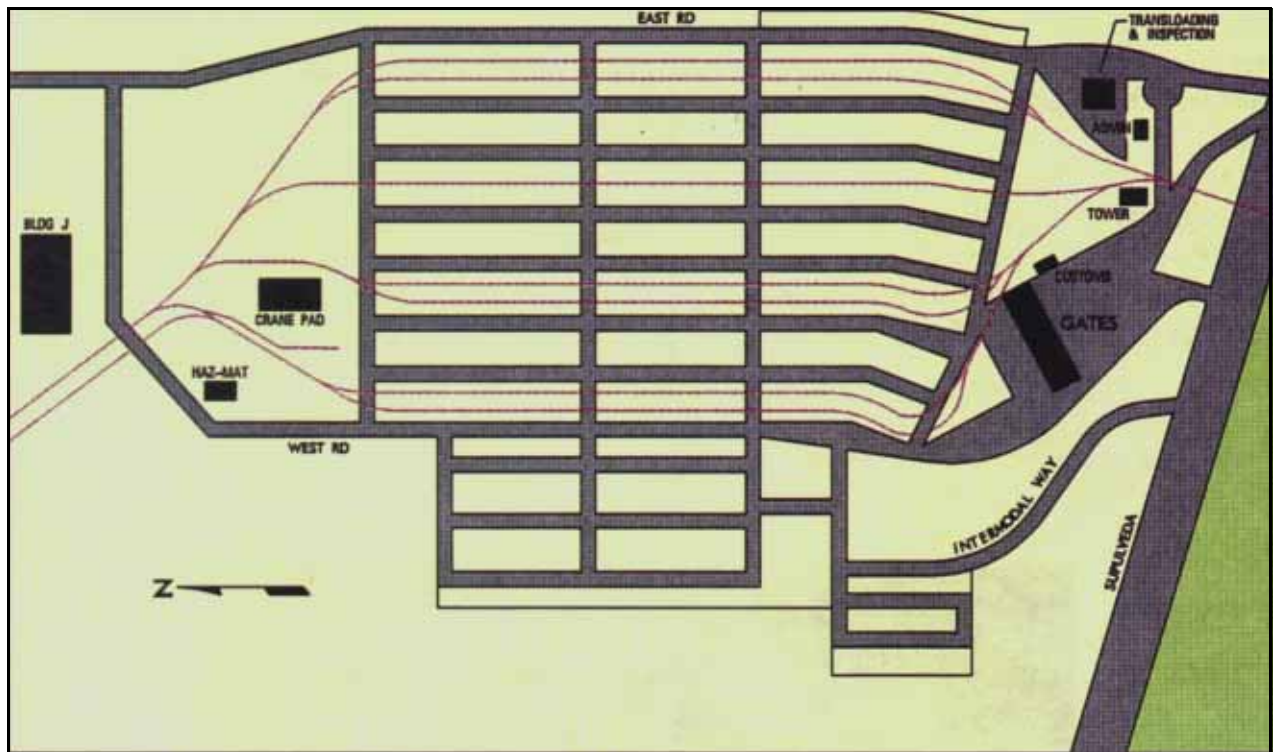 EAST RD
TRANSLOADING
& INSPECTION
ADMIN
BLDG J
TOWER
CUSTOMS
CRANE PAD
GATES
HAZ-MAT
WEST RD
INTERMODAL WAY
SUPULVEDA
Z